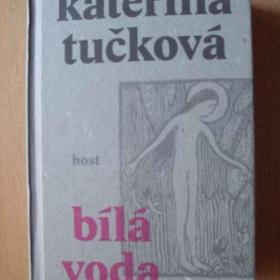 kateřina
tučková
host
bílá
voda